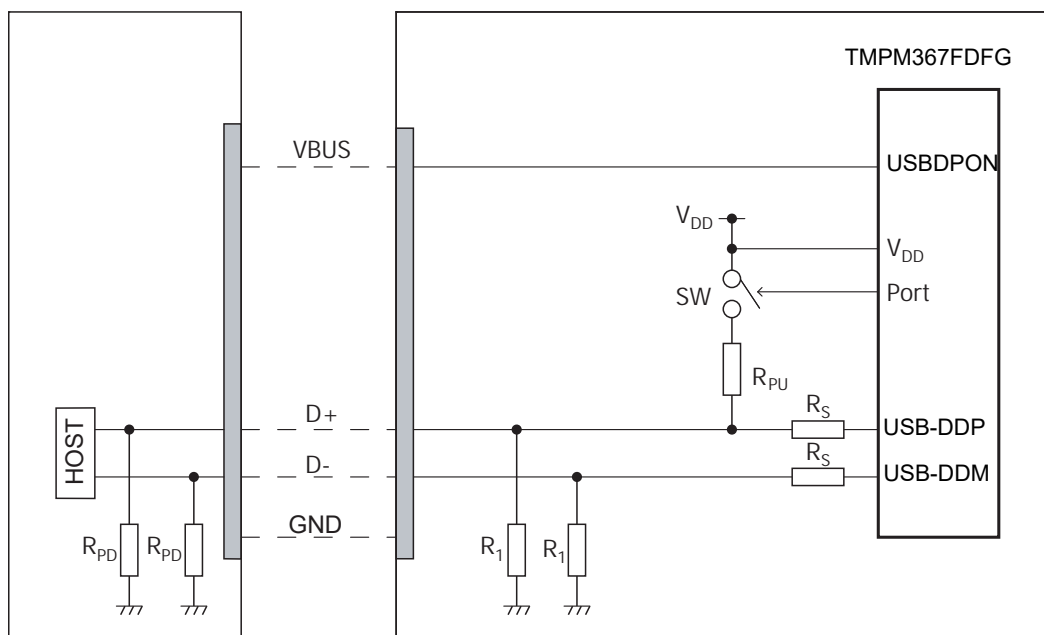 TMPM367FDFG
VBUS
USBDPON
VDD
VDD
SW
Port
RPU
D+
RS
USB-DDP
HOST
D-
RS
USB-DDM
GND
RPD
RPD
R1
R1